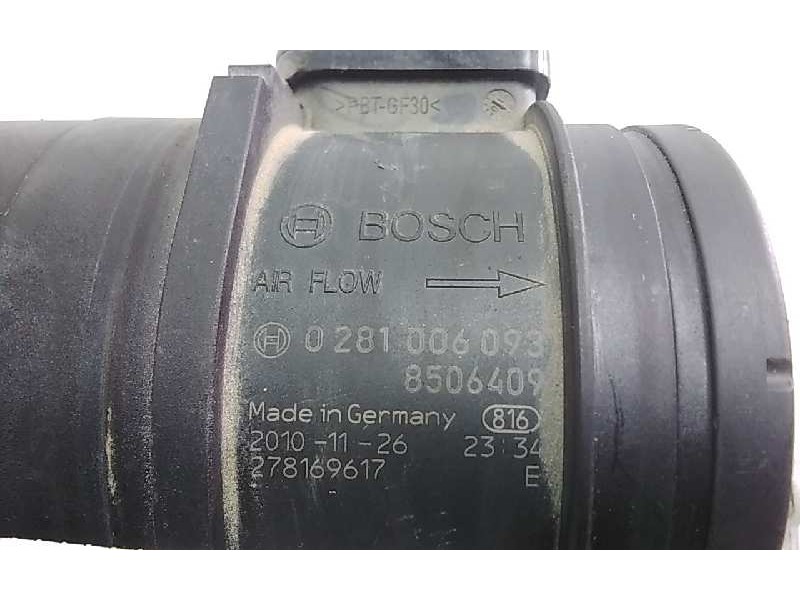 >PBT-GF30<
BOSCH
AIR FLOW
0 281 006 093
8506409
Made in Germany 816
2010-11-26 23:34
278169617 E